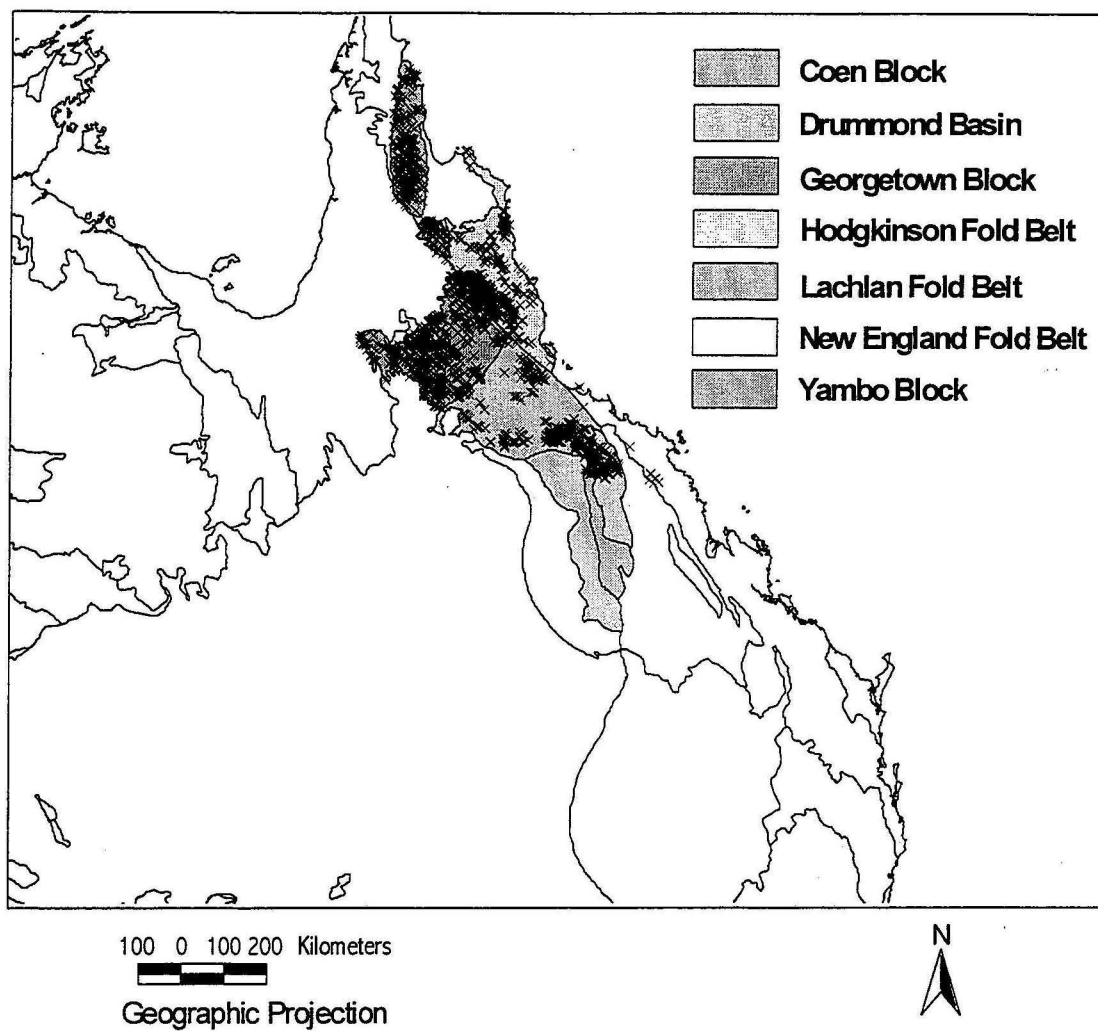 Coen Block
Drummond Basin
Georgetown Block
Hodgkinson Fold Belt
Lachlan Fold Belt
New England Fold Belt
Yambo Block
100 0 100 200 Kilometers
Geographic Projection
N